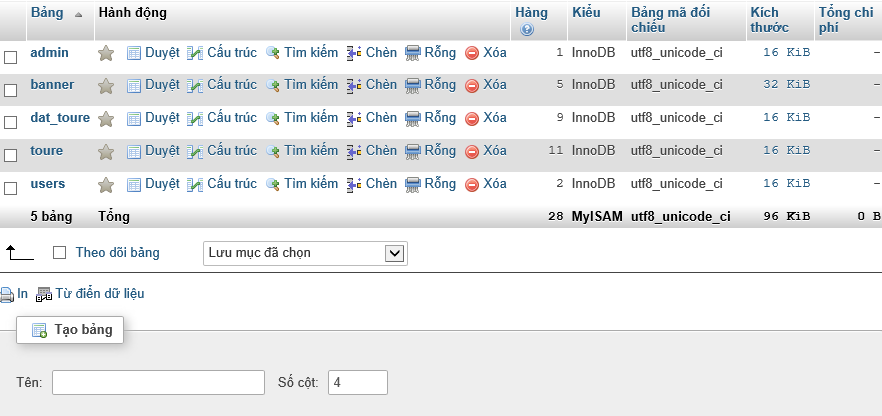 Bảng Hành động Hàng Kiểu Bảng mã đối chiếu Kích thước Tổng chi phí
admin Duyệt Cấu trúc Tìm kiếm Chèn Rỗng Xóa 1 InnoDB utf8_unicode_ci 16 KiB -
banner Duyệt Cấu trúc Tìm kiếm Chèn Rỗng Xóa 5 InnoDB utf8_unicode_ci 32 KiB -
dat_toure Duyệt Cấu trúc Tìm kiếm Chèn Rỗng Xóa 9 InnoDB utf8_unicode_ci 16 KiB -
toure Duyệt Cấu trúc Tìm kiếm Chèn Rỗng Xóa 11 InnoDB utf8_unicode_ci 16 KiB -
users Duyệt Cấu trúc Tìm kiếm Chèn Rỗng Xóa 2 InnoDB utf8_unicode_ci 16 KiB -
5 bảng Tổng 28 MyISAM utf8_unicode_ci 96 KiB 0 B
Theo dõi bảng Lưu mục đã chọn
In Từ điển dữ liệu
Tạo bảng
Tên: Số cột: 4